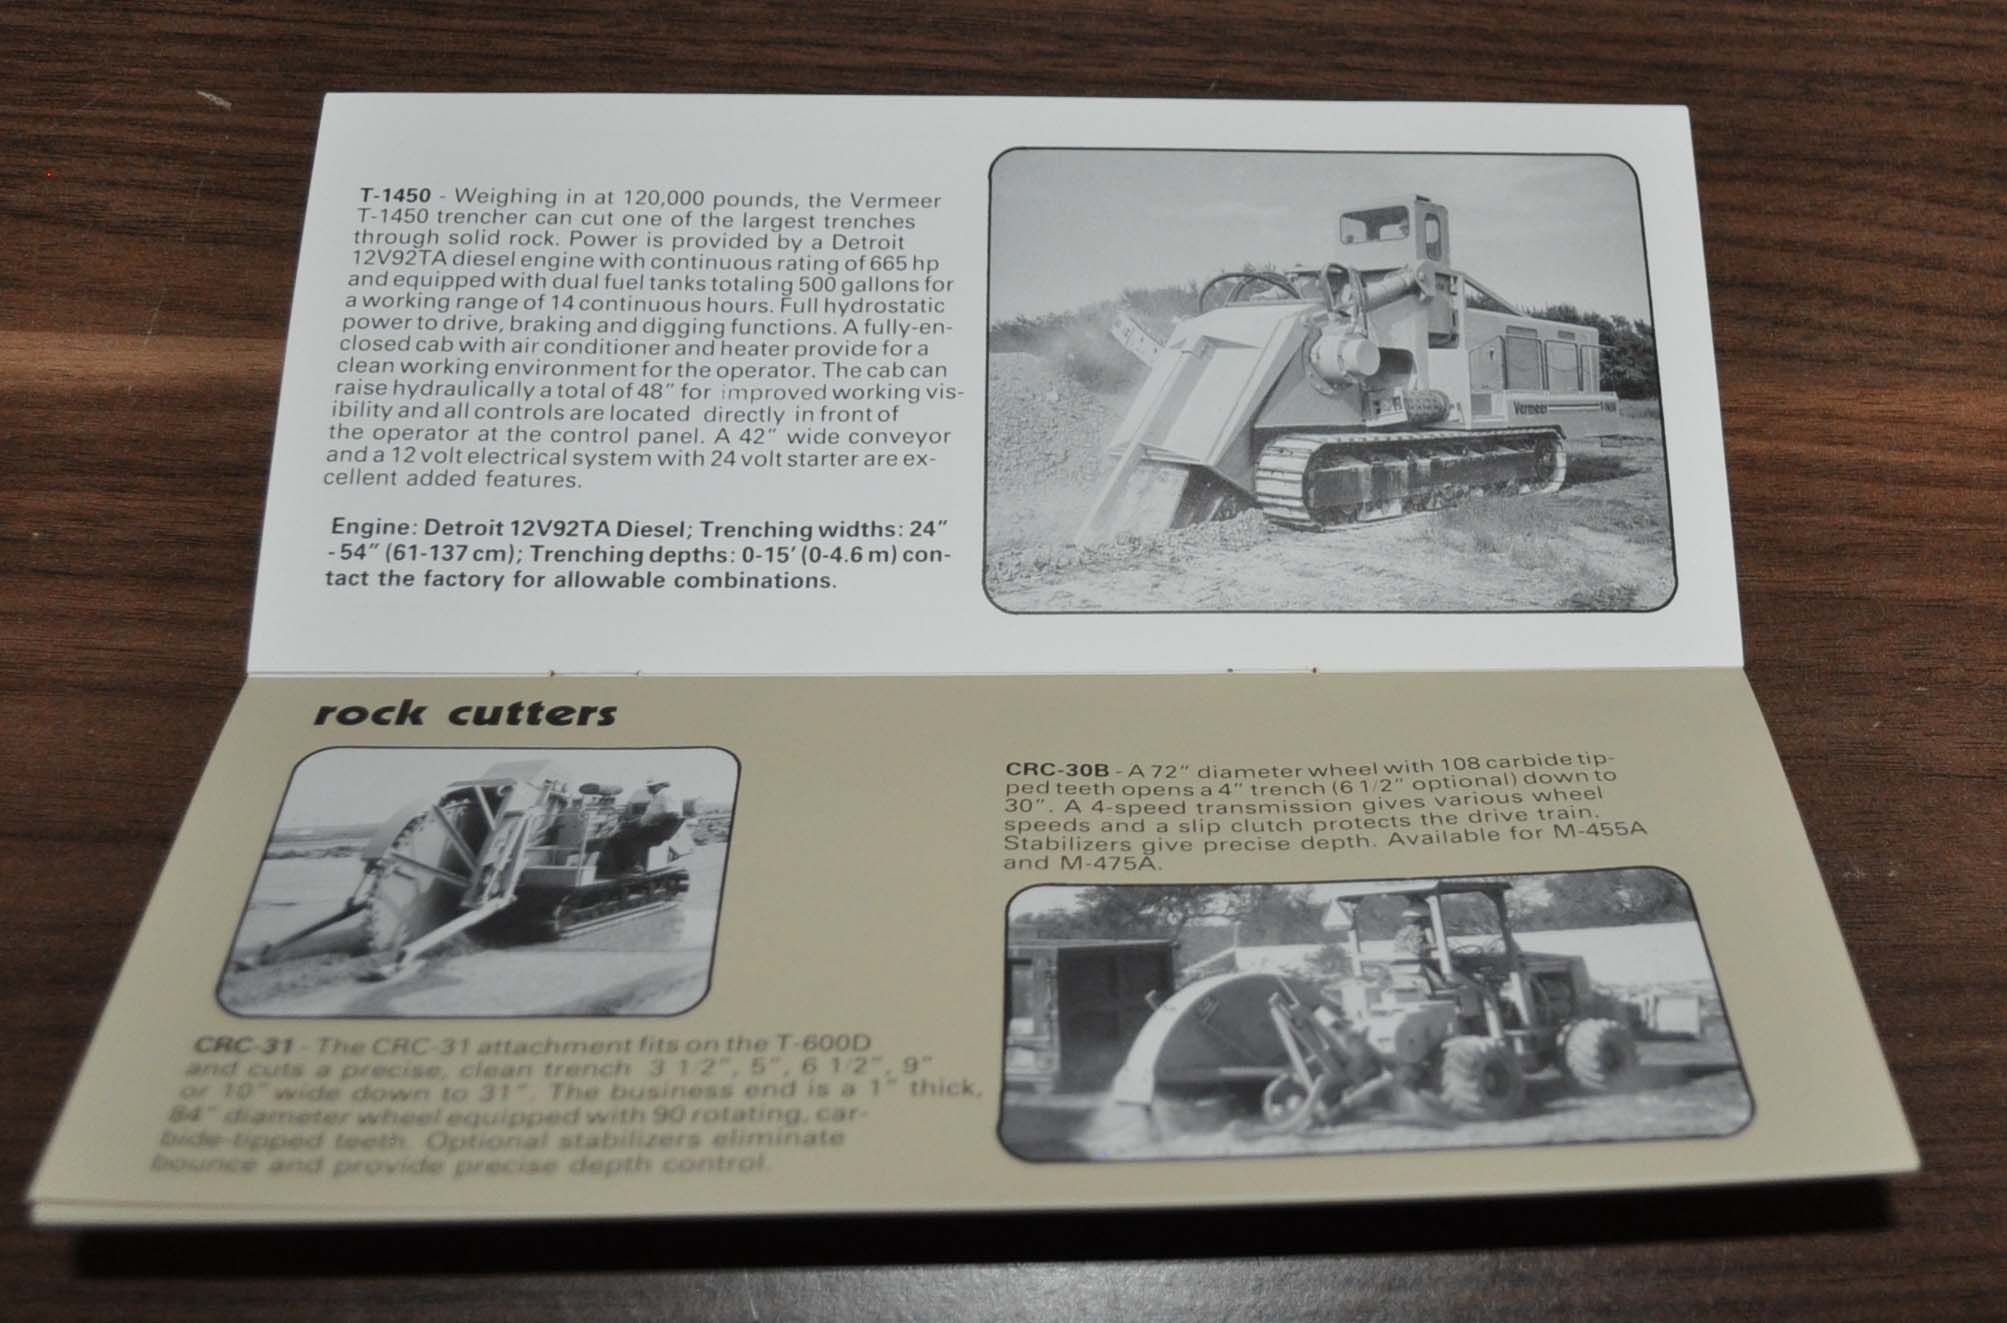 T-1450 - Weighing in at 120,000 pounds, the Vermeer
T-1450 trencher can cut one of the largest trenches
through solid rock. Power is provided by a Detroit
12V92TA diesel engine with continuous rating of 665 hp
and equipped with dual fuel tanks totaling 500 gallons for
a working range of 14 continuous hours. Full hydrostatic
power to drive, braking and digging functions. A fully-en-
closed cab with air conditioner and heater provide for a
clean working environment for the operator. The cab can
raise hydraulically a total of 48" for improved working vis-
ibility and all controls are located directly in front of
the operator at the control panel. A 42" wide conveyor
and a 12 volt electrical system with 24 volt starter are ex-
cellent added features.
Engine: Detroit 12V92TA Diesel; Trenching widths: 24"
- 54" (61-137 cm); Trenching depths: 0-15' (0-4.6 m) con-
tact the factory for allowable combinations.
Vermeer
rock cutters
CRC-31 - The CRC-31 attachment fits on the T-600D
and cuts a precise, clean trench 3 1/2", 5", 6 1/2", 9"
or 10" wide down to 31". The business end is a 1" thick,
84" diameter wheel equipped with 90 rotating, car-
bide-tipped teeth. Optional stabilizers eliminate
bounce and provide precise depth control.
CRC-30B - A 72" diameter wheel with 108 carbide tip-
ped teeth opens a 4" trench (6 1/2" optional) down to
30". A 4-speed transmission gives various wheel
speeds and a slip clutch protects the drive train.
Stabilizers give precise depth. Available for M-455A
and M-475A.